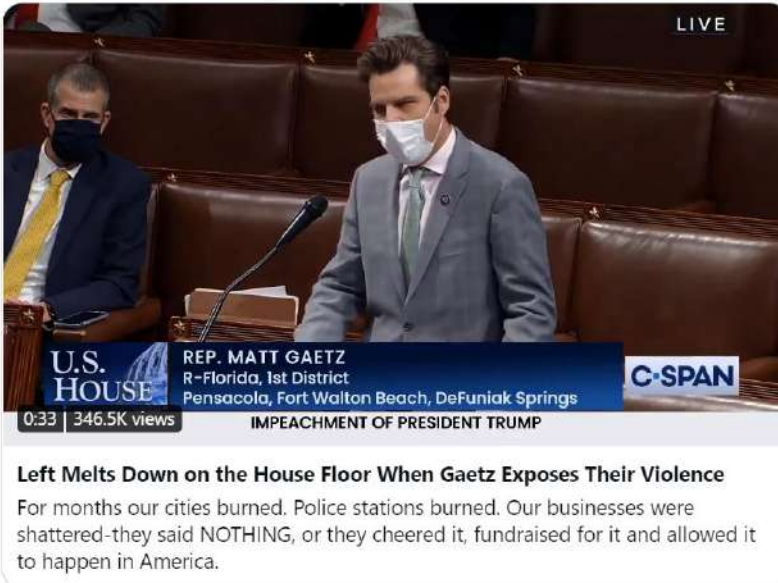 LIVE
U.S.
HOUSE
REP. MATT GAETZ
R-Florida, 1st District
Pensacola, Fort Walton Beach, DeFuniak Springs
C-SPAN
0:33 346.5K views
IMPEACHMENT OF PRESIDENT TRUMP
Left Melts Down on the House Floor When Gaetz Exposes Their Violence
For months our cities burned. Police stations burned. Our businesses were
shattered-they said NOTHING, or they cheered it, fundraised for it and allowed it
to happen in America.